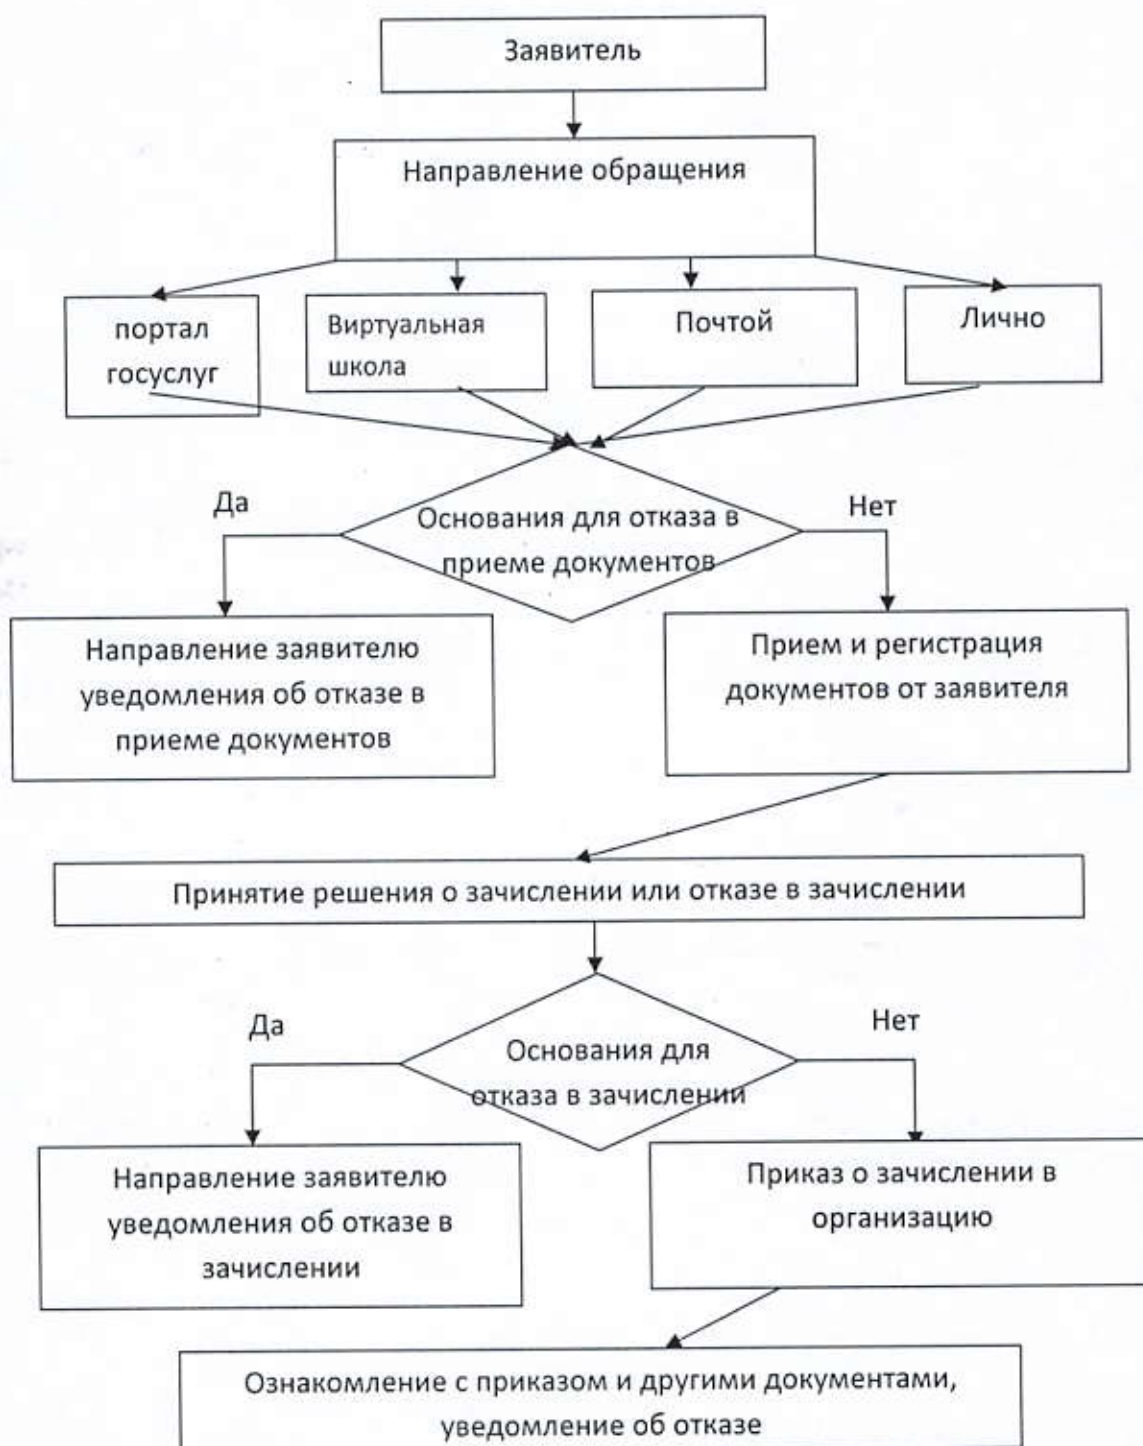 Заявитель
Направление обращения
портал
госуслуг
Виртуальная
школа
Почтой
Лично
Да
Основания для отказа в
приеме документов
Нет
Направление заявителю
уведомления об отказе в
приеме документов
Прием и регистрация
документов от заявителя
Принятие решения о зачислении или отказе в зачислении
Да
Основания для
отказа в зачислении
Нет
Направление заявителю
уведомления об отказе в
зачислении
Приказ о зачислении в
организацию
Ознакомление с приказом и другими документами,
уведомление об отказе